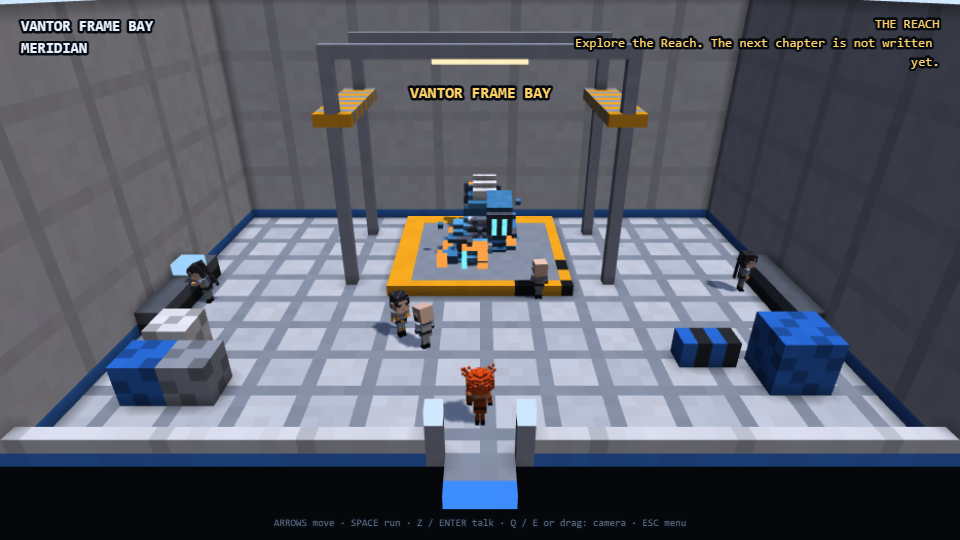 VANTOR FRAME BAY
MERIDIAN
THE REACH
Explore the Reach. The next chapter is not written
yet.
VANTOR FRAME BAY
ARROWS move · SPACE run · Z / ENTER talk · Q / E or drag: camera · ESC menu